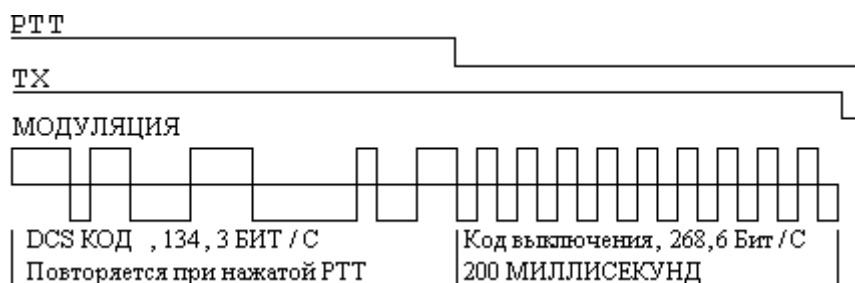 PTT
TX
МОДУЛЯЦИЯ
DCS КОД , 134,3 БИТ / С
Повторяется при нажатой PTT
Код выключения, 268,6 Бит / С
200 МИЛЛИСЕКУНД